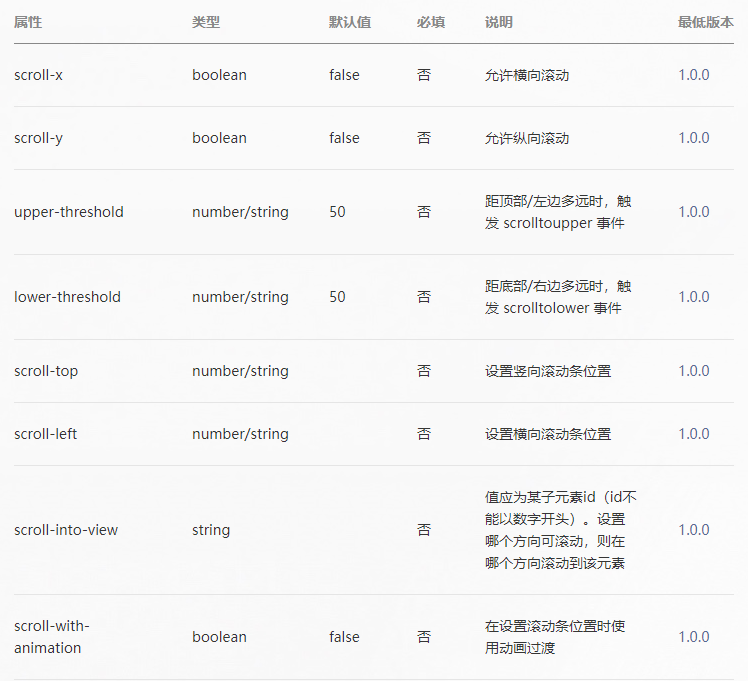 属性 类型 默认值 必填 说明 最低版本
scroll-x boolean false 否 允许横向滚动 1.0.0
scroll-y boolean false 否 允许纵向滚动 1.0.0
upper-threshold number/string 50 否 距顶部/左边多远时，触
发 scrolltoupper 事件 1.0.0
lower-threshold number/string 50 否 距底部/右边多远时，触
发 scrolltolower 事件 1.0.0
scroll-top number/string 否 设置竖向滚动条位置 1.0.0
scroll-left number/string 否 设置横向滚动条位置 1.0.0
scroll-into-view string 否 值应为某子元素id（id不
能以数字开头）。设置
哪个方向可滚动，则在
哪个方向滚动到该元素 1.0.0
scroll-with-
animation boolean false 否 在设置滚动条位置时使
用动画过渡 1.0.0